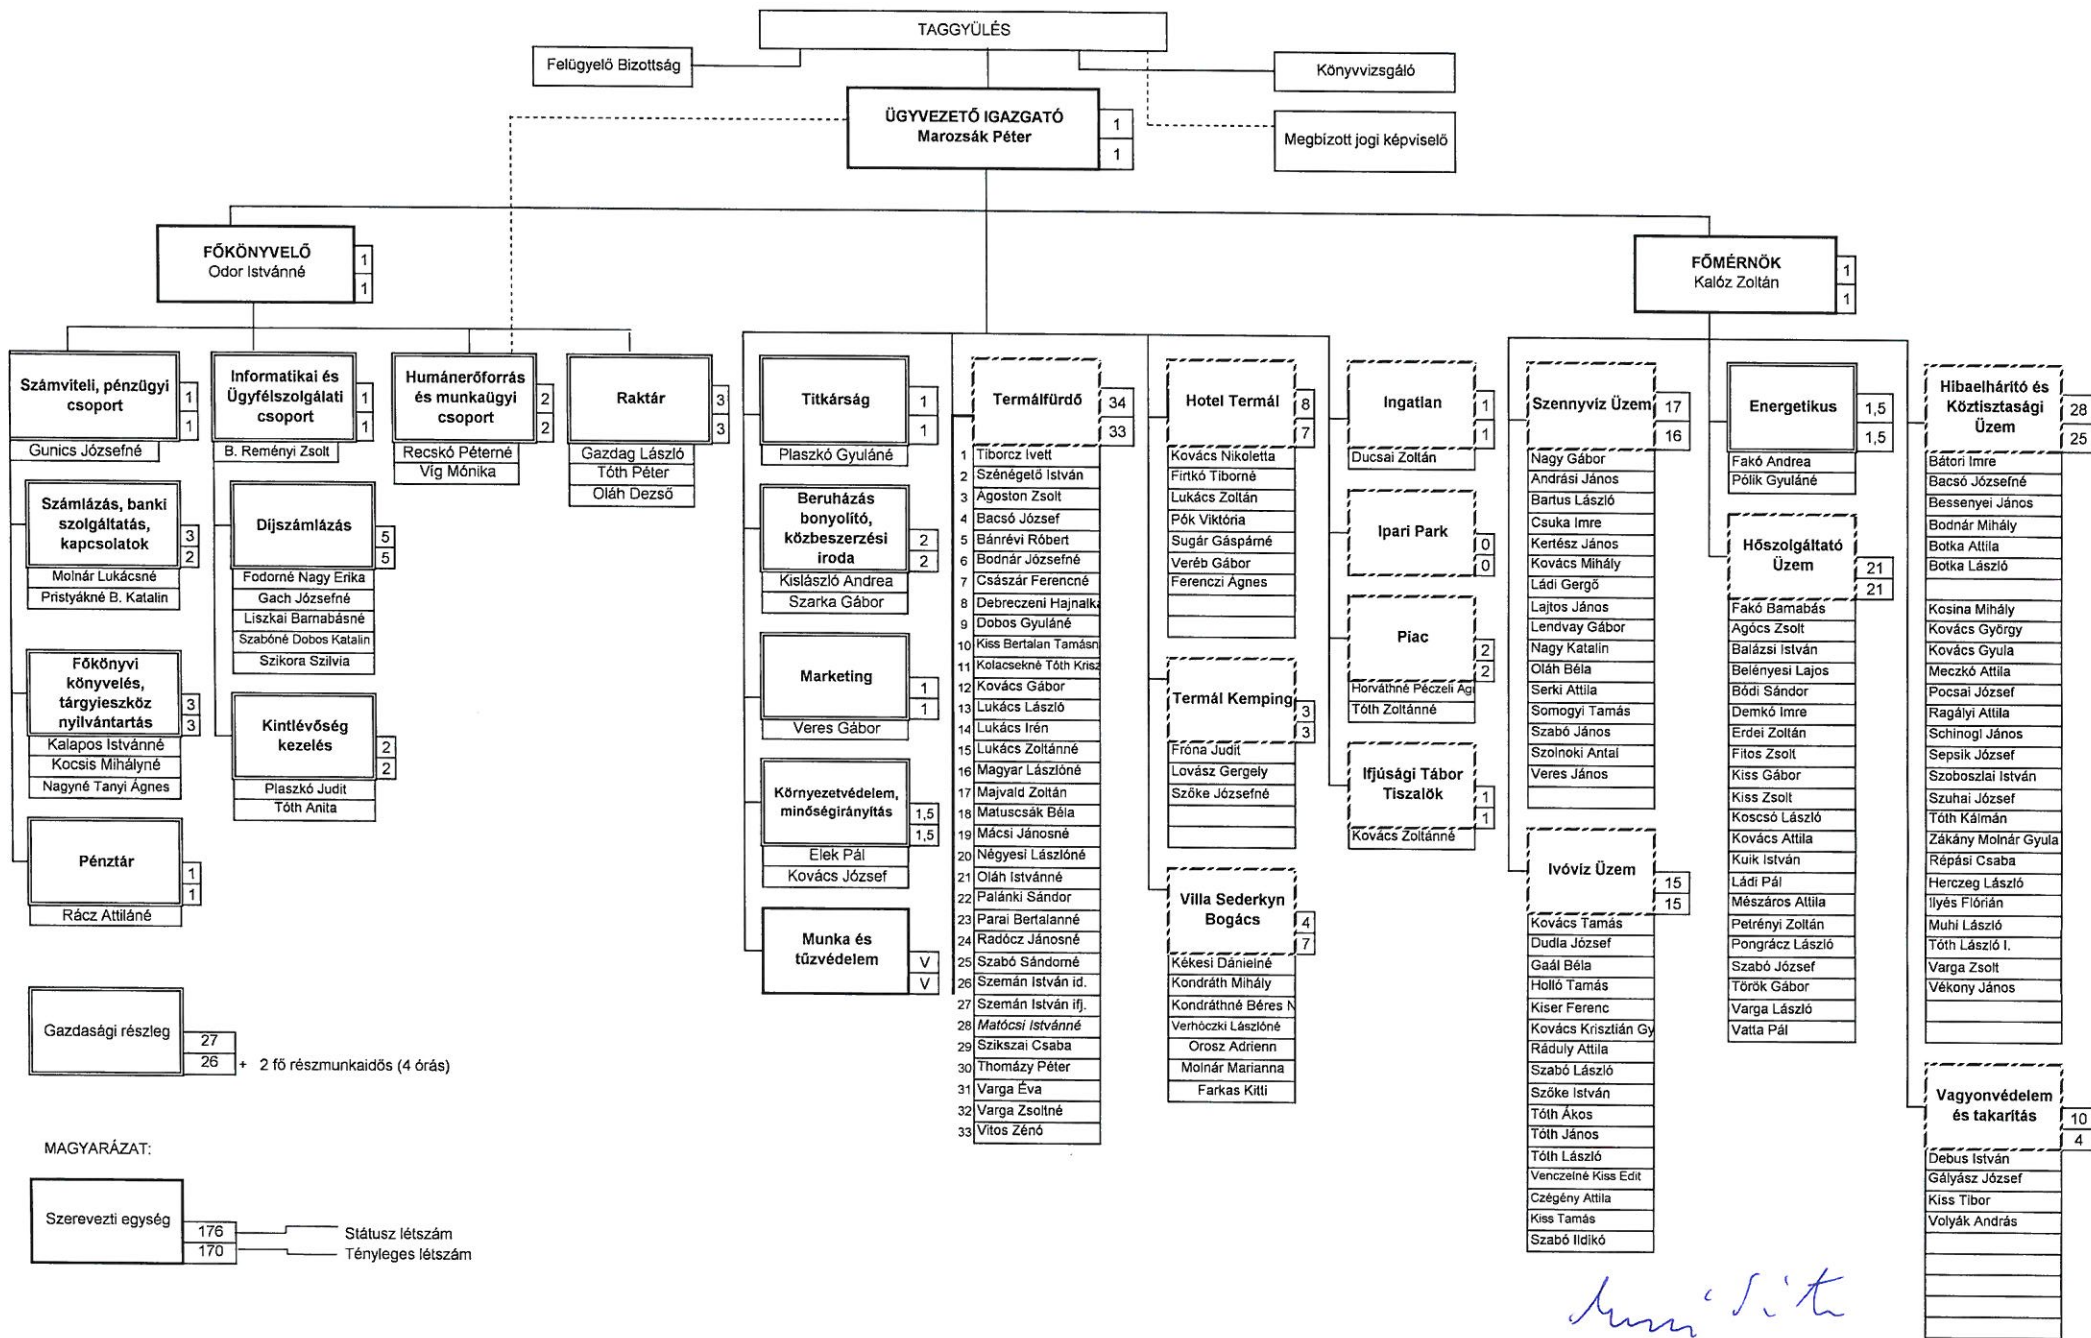 TAGGYÜLÉS
Felügyelő Bizottság
Könyvvizsgáló
ÜGYVEZETŐ IGAZGATÓ
Marozsák Péter
1
1
Megbízott jogi képviselő
FŐKÖNYVELŐ
Odor Istvánné
1
1
FŐMÉRNÖK
Kalóz Zoltán
1
1
Számviteli, pénzügyi
csoport
1
1
Gunics Józsefné
Számlázás, banki
szolgáltatás,
kapcsolatok
3
2
Molnár Lukácsné
Pristyákné B. Katalin
Főkönyvi
könyvelés,
tárgyieszköz
nyilvántartás
3
3
Kalapos Istvánné
Kocsis Mihályné
Nagyné Tanyi Ágnes
Pénztár
1
1
Rácz Attiláné
Informatikai és
Ügyfélszolgálati
csoport
1
1
B. Reményi Zsolt
Díjszámlázás
5
5
Fodorné Nagy Erika
Gach Józsefné
Liszkai Barnabásné
Szabóné Dobos Katalin
Szikora Szilvia
Kintlévőség
kezelés
2
2
Plaszkó Judit
Tóth Anita
Humánerőforrás
és munkaügyi
csoport
2
2
Recskó Péterné
Víg Mónika
Raktár
3
3
Gazdag László
Tóth Péter
Oláh Dezső
Titkárság
1
1
Plaszkó Gyuláné
Beruházás
bonyolító,
közbeszerzési
iroda
2
2
Kislászló Andrea
Szarka Gábor
Marketing
1
1
Veres Gábor
Környezetvédelem,
minőségirányítás
1,5
1,5
Elek Pál
Kovács József
Munka és
tűzvédelem
V
V
Termálfürdő
34
33
1 Tiborcz Ivett
2 Szénégető István
3 Ágoston Zsolt
4 Bacsó József
5 Bánrévi Róbert
6 Bodnár Józsefné
7 Császár Ferencné
8 Debreczeni Hajnalka
9 Dobos Gyuláné
10 Kiss Bertalan Tamásn
11 Kolacsekné Tóth Krisz
12 Kovács Gábor
13 Lukács László
14 Lukács Irén
15 Lukács Zoltánné
16 Magyar Lászlóné
17 Majvald Zoltán
18 Matuscsák Béla
19 Mácsi Jánosné
20 Négyesi Lászlóné
21 Oláh Istvánné
22 Palánki Sándor
23 Parai Bertalanné
24 Radócz Jánosné
25 Szabó Sándorné
26 Szemán István id.
27 Szemán István ifj.
28 Matócsi Istvánné
29 Szikszai Csaba
30 Thomázy Péter
31 Varga Éva
32 Varga Zsoltné
33 Vitos Zénó
Hotel Termál
8
7
Kovács Nikoletta
Firtkó Tiborné
Lukács Zoltán
Pók Viktória
Sugár Gáspárné
Veréb Gábor
Ferenczi Ágnes
Termál Kemping
3
3
Fróna Judit
Lovász Gergely
Szőke Józsefné
Villa Sederkyn
Bogács
4
7
Kékesi Dánielné
Kondráth Mihály
Kondráthné Béres N
Verhóczki Lászlóné
Orosz Adrienn
Molnár Marianna
Farkas Kitti
Ingatlan
1
1
Ducsai Zoltán
Ipari Park
0
0
Piac
2
2
Horváthné Péczeli Ági
Tóth Zoltánné
Ifjúsági Tábor
Tiszalök
1
1
Kovács Zoltánné
Szennyvíz Üzem
17
16
Nagy Gábor
Andrási János
Bartus László
Csuka Imre
Kertész János
Kovács Mihály
Ládi Gergő
Lajtos János
Lendvay Gábor
Nagy Katalin
Oláh Béla
Serki Attila
Somogyi Tamás
Szabó János
Szolnoki Antal
Veres János
Ivóvíz Üzem
15
15
Kovács Tamás
Dudla József
Gaál Béla
Holló Tamás
Kiser Ferenc
Kovács Krisztián Gy
Ráduly Attila
Szabó László
Szőke István
Tóth Ákos
Tóth János
Tóth László
Venczelné Kiss Edit
Czégény Attila
Kiss Tamás
Szabó Ildikó
Energetikus
1,5
1,5
Fakó Andrea
Pólik Gyuláné
Hőszolgáltató
Üzem
21
21
Fakó Barnabás
Agócs Zsolt
Balázsi István
Belényesi Lajos
Bódi Sándor
Demkó Imre
Erdei Zoltán
Fitos Zsolt
Kiss Gábor
Kiss Zsolt
Koscsó László
Kovács Attila
Kuik István
Ládi Pál
Mészáros Attila
Petrényi Zoltán
Pongrácz László
Szabó József
Török Gábor
Varga László
Vatta Pál
Hibaelhárító és
Köztisztasági
Üzem
28
25
Bátori Imre
Bacsó Józsefné
Bessenyei János
Bodnár Mihály
Botka Attila
Botka László
Kosina Mihály
Kovács György
Kovács Gyula
Meczkó Attila
Pocsai József
Ragályi Attila
Schinogl János
Sepsik József
Szoboszlai István
Szuhai József
Tóth Kálmán
Zákány Molnár Gyula
Répási Csaba
Herczeg László
Ilyés Flórián
Muhi László
Tóth László I.
Varga Zsolt
Vékony János
Vagyonvédelem
és takarítás
10
4
Debus István
Gályász József
Kiss Tibor
Volyák András
Gazdasági részleg
27
26 + 2 fő részmunkaidős (4 órás)
MAGYARÁZAT:
Szerevezti egység
176 Státusz létszám
170 Tényleges létszám